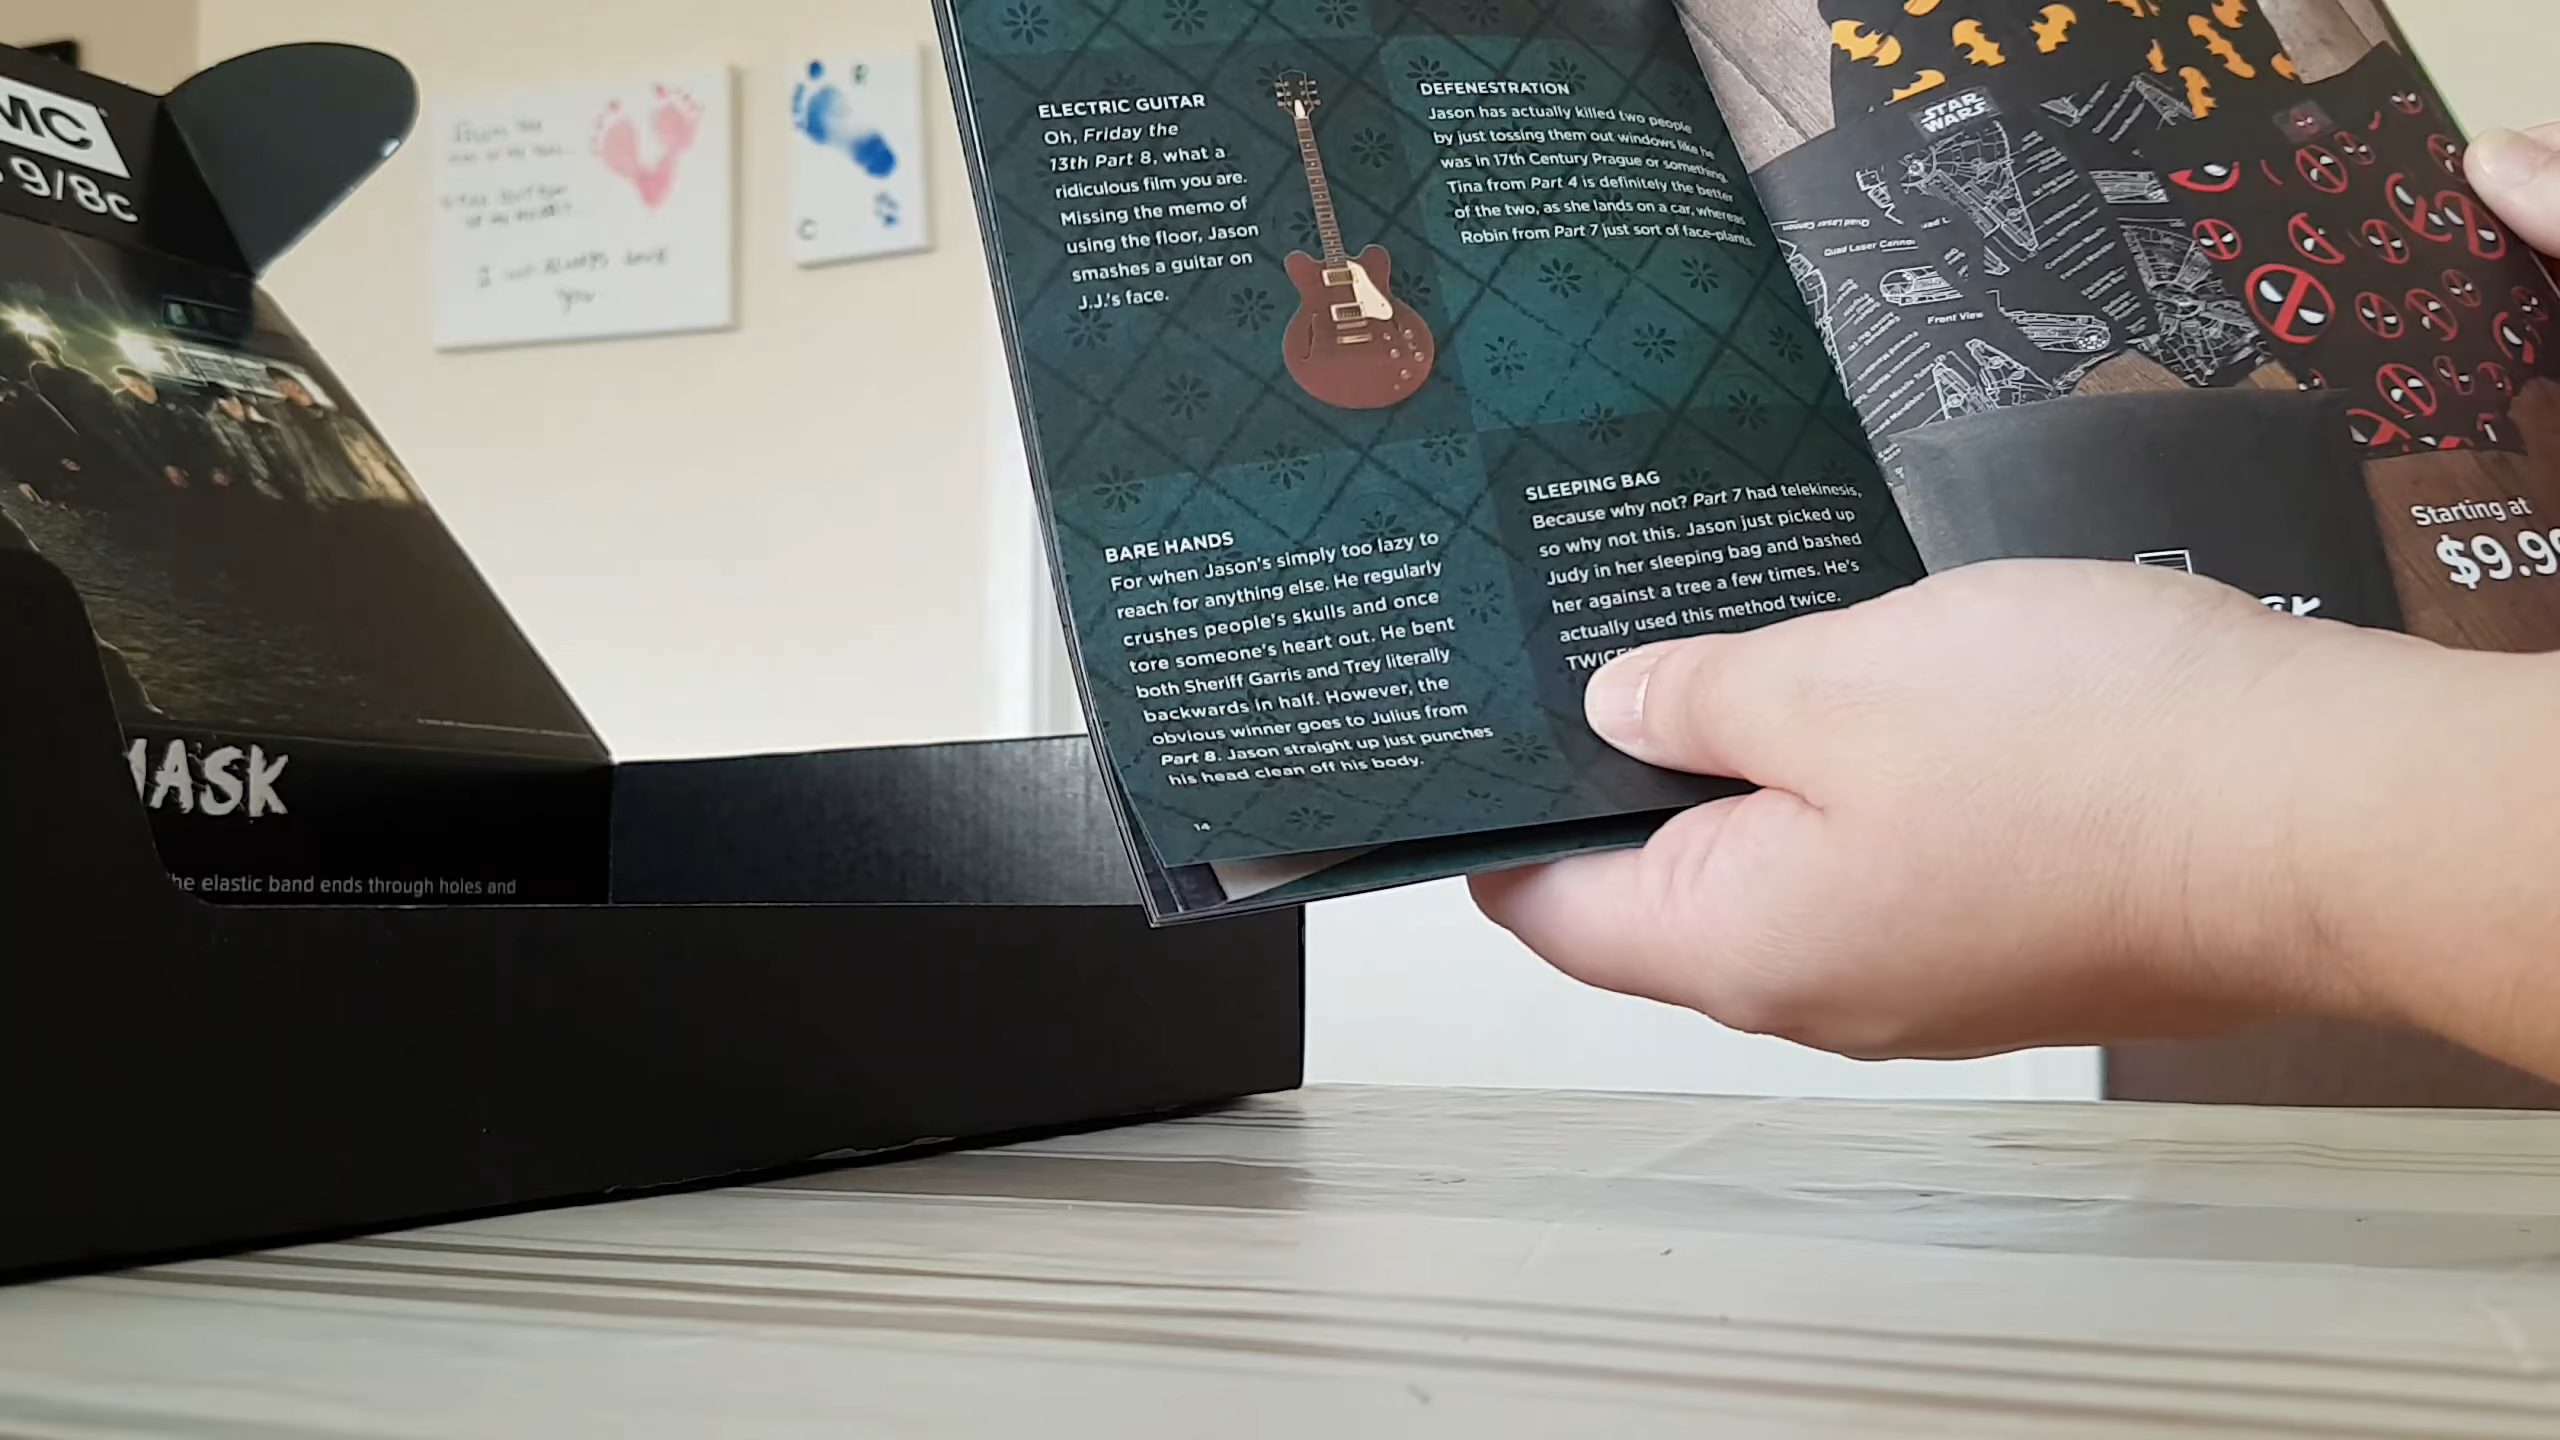 MC
9/8c
MASK
he elastic band ends through holes and
I will ALWAYS LOVE
You
R
C
ELECTRIC GUITAR
Oh, Friday the
13th Part 8, what a
ridiculous film you are.
Missing the memo of
using the floor, Jason
smashes a guitar on
J.J.'s face.
DEFENESTRATION
Jason has actually killed two people
by just tossing them out windows like he
was in 17th Century Prague or something.
Tina from Part 4 is definitely the better
of the two, as she lands on a car, whereas
Robin from Part 7 just sort of face-plants.
BARE HANDS
For when Jason's simply too lazy to
reach for anything else. He regularly
crushes people's skulls and once
tore someone's heart out. He bent
both Sheriff Garris and Trey literally
backwards in half. However, the
obvious winner goes to Julius from
Part 8. Jason straight up just punches
his head clean off his body.
14
SLEEPING BAG
Because why not? Part 7 had telekinesis,
so why not this. Jason just picked up
Judy in her sleeping bag and bashed
her against a tree a few times. He's
actually used this method twice.
TWICE
STAR
WARS
Quad Laser Cannon
Front View
Starting at
$9.99